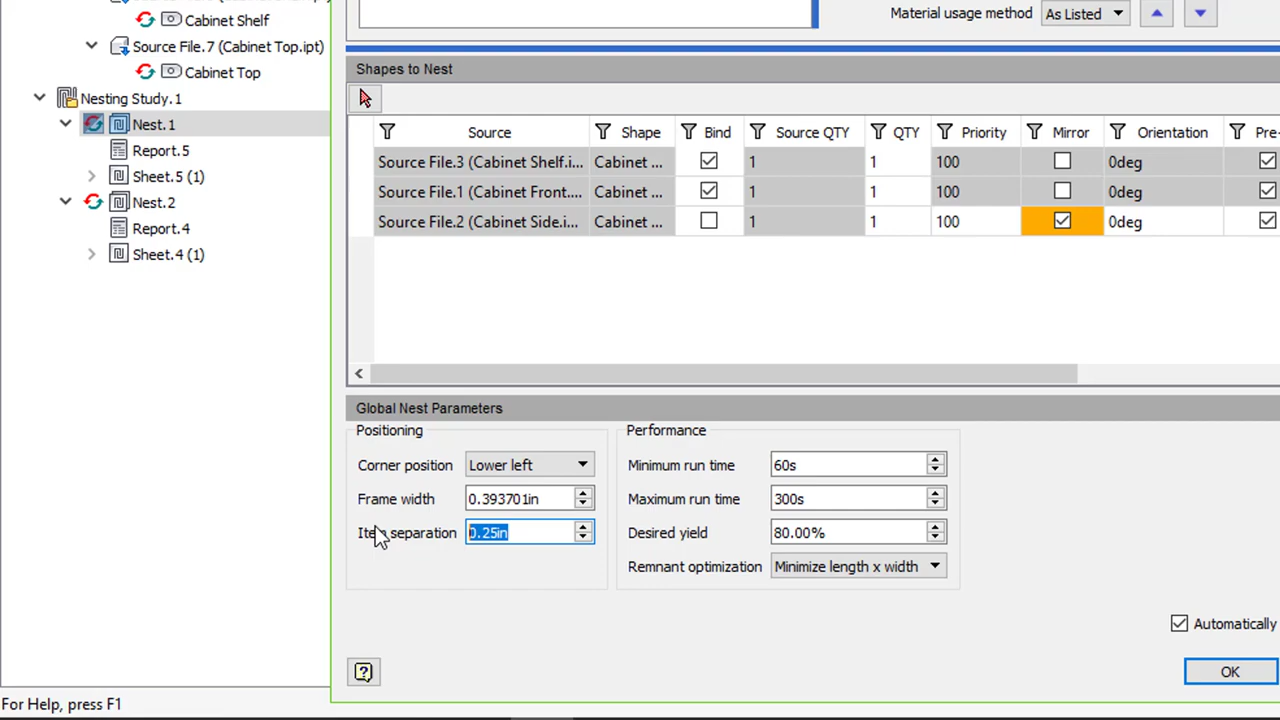 Cabinet Shelf
Source File.7 (Cabinet Top.ipt)
Cabinet Top
Nesting Study.1
Nest.1
Report.5
Sheet.5 (1)
Nest.2
Report.4
Sheet.4 (1)
For Help, press F1
Material usage method As Listed
Shapes to Nest
Source Shape Bind Source QTY QTY Priority Mirror Orientation Pre-
Source File.3 (Cabinet Shelf.i... Cabinet ... 1 1 100 0deg
Source File.1 (Cabinet Front.... Cabinet ... 1 1 100 0deg
Source File.2 (Cabinet Side.i... Cabinet ... 1 1 100 0deg
Global Nest Parameters
Positioning
Corner position Lower left
Frame width 0.393701in
Item separation 0.25in
Performance
Minimum run time 60s
Maximum run time 300s
Desired yield 80.00%
Remnant optimization Minimize length x width
Automatically
OK